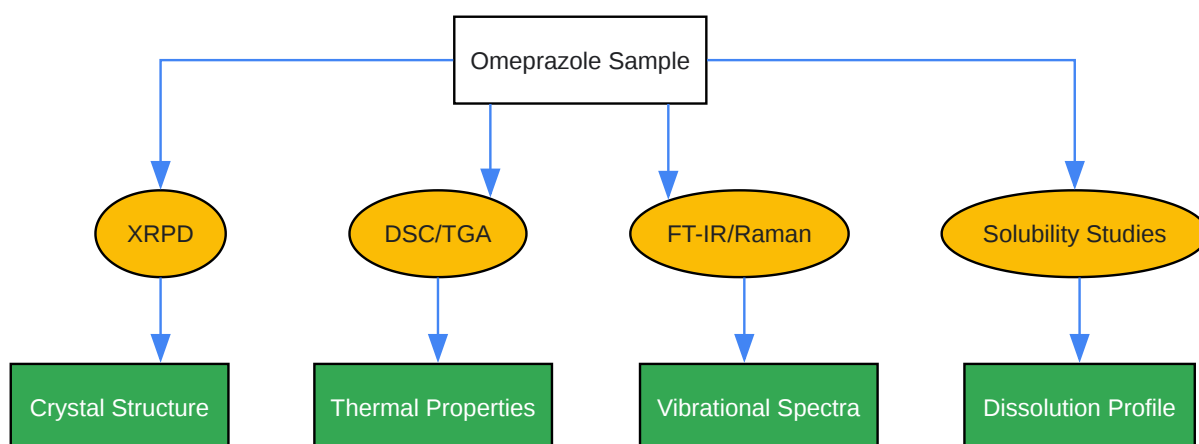 Omeprazole Sample
XRPD
DSC/TGA
FT-IR/Raman
Solubility Studies
Crystal Structure
Thermal Properties
Vibrational Spectra
Dissolution Profile